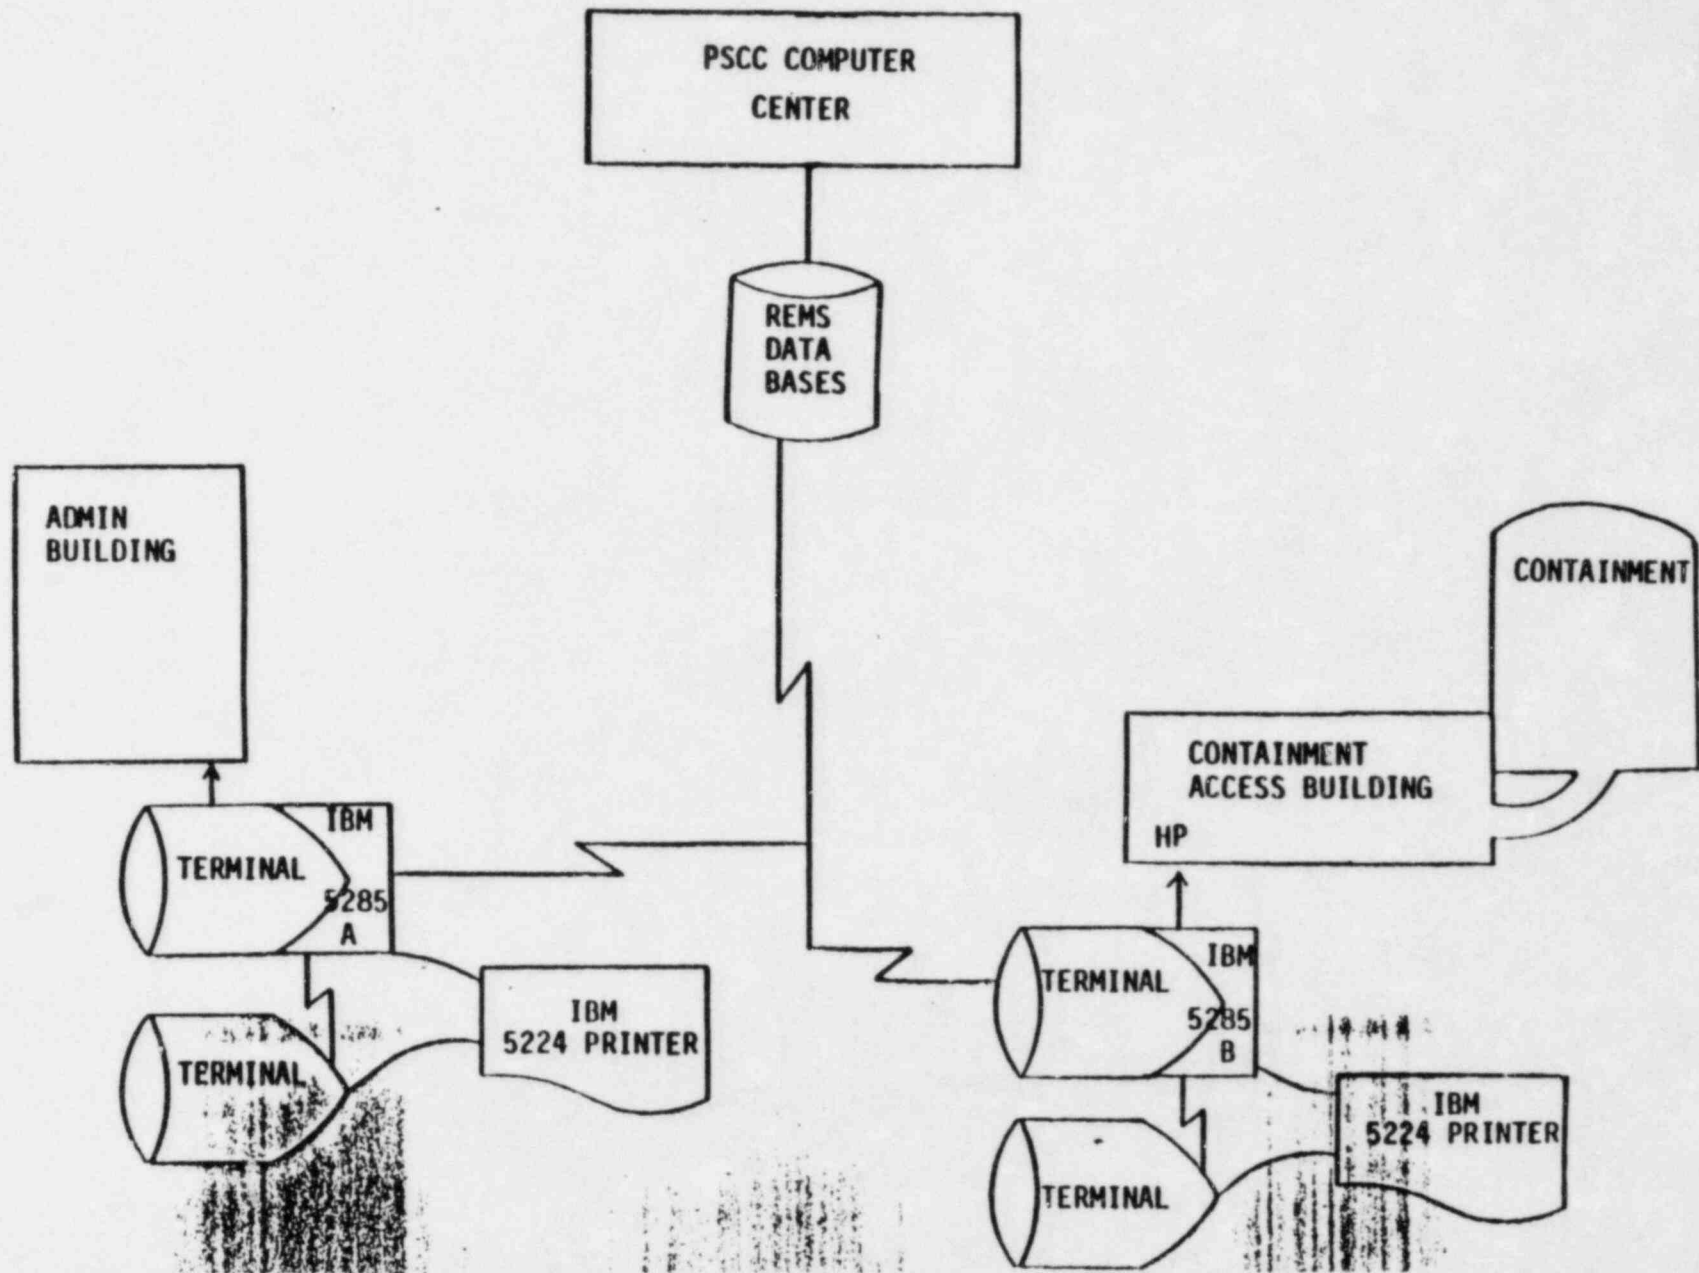 PSCC COMPUTER
CENTER
REMS
DATA
BASES
ADMIN
BUILDING
CONTAINMENT
CONTAINMENT
ACCESS BUILDING
HP
IBM
TERMINAL
5285
A
IBM
5224 PRINTER
TERMINAL
IBM
TERMINAL
5285
B
IBM
5224 PRINTER
TERMINAL